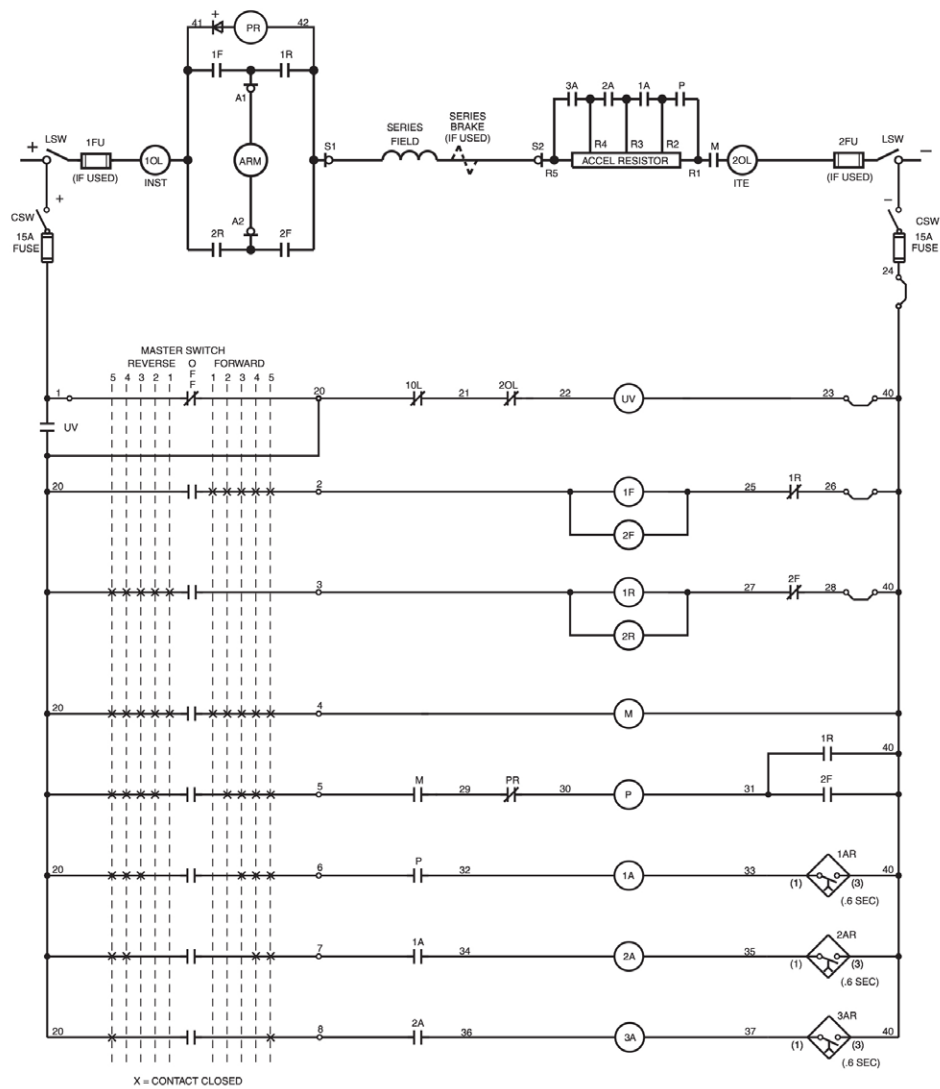 41 + PR 42
1F 1R
A1
3A 2A 1A P
+ LSW 1FU
(IF USED)
1OL
INST
ARM
S1
SERIES
FIELD
SERIES
BRAKE
(IF USED)
S2
R5
R4 R3 R2
ACCEL RESISTOR
R1
M
2OL
ITE
2FU
(IF USED)
LSW –
A2
2R 2F
+
CSW
15A
FUSE
–
CSW
15A
FUSE
24
MASTER SWITCH
REVERSE O FORWARD
F
F
5 4 3 2 1 1 2 3 4 5
1 20 10L 21 2OL 22 UV 23 40
UV
20 2 1F 25 1R 26 40
2F
20 3 1R 27 2F 28 40
2R
20 4 M
1R 40
5 M 29 PR 30 P 31 2F
20 6 P 32 1A 33 1AR 40
(1) (3)
(.6 SEC)
7 1A 34 2A 35 2AR
(1) (3)
(.6 SEC)
20 8 2A 36 3A 37 3AR 40
(1) (3)
(.6 SEC)
X = CONTACT CLOSED